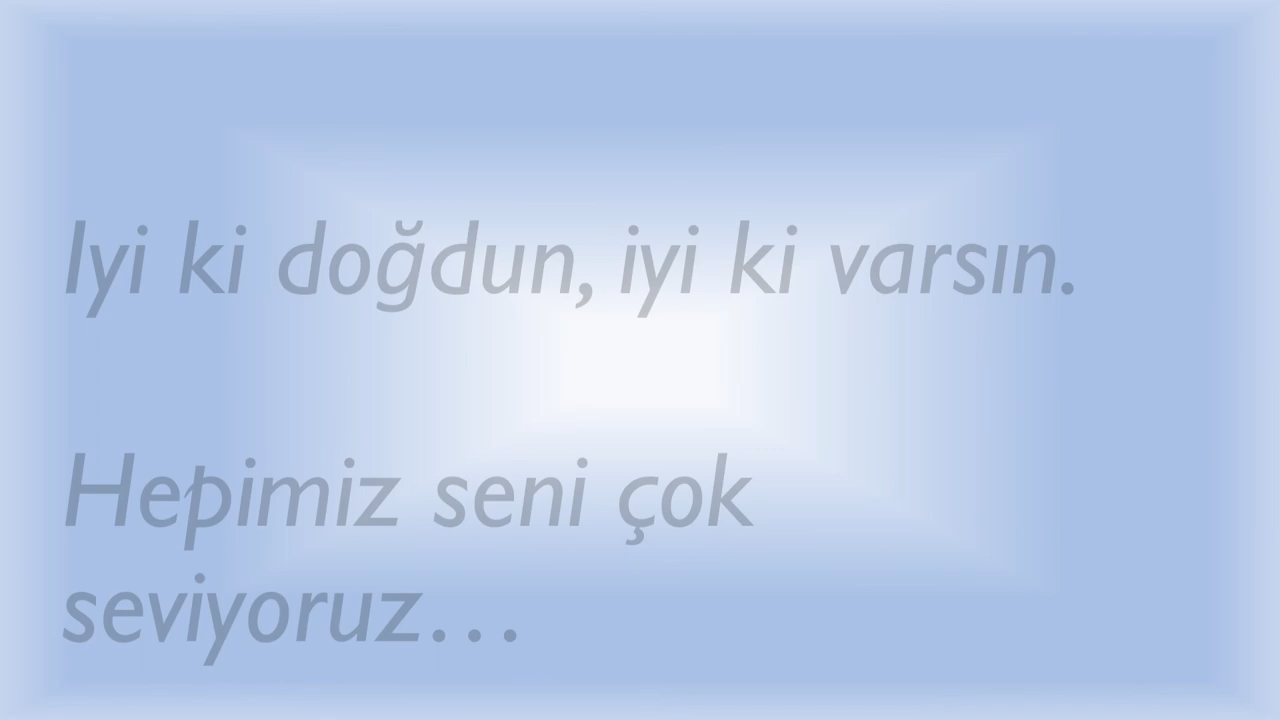 Iyi ki doğdun, iyi ki varsın.
Hepimiz seni çok
seviyoruz…